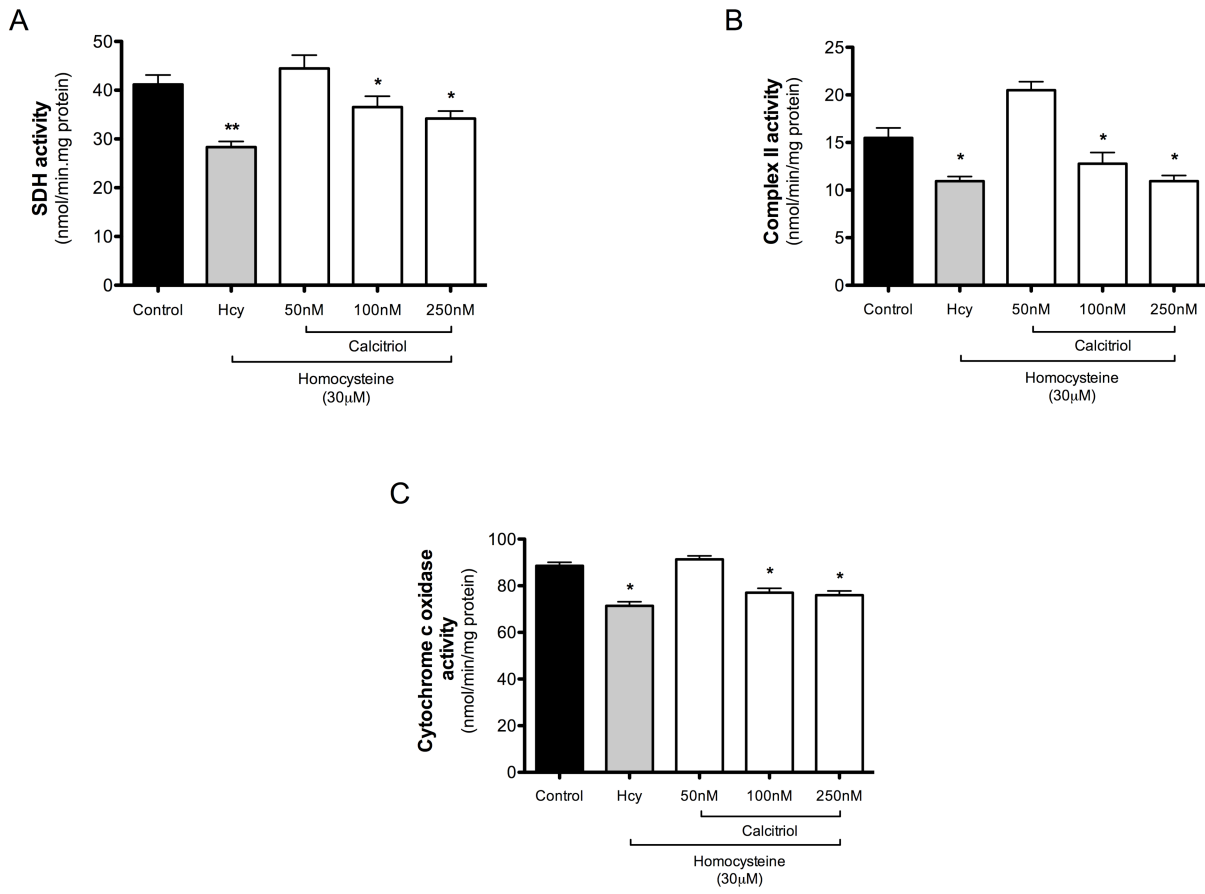 A
SDH activity
(nmol/min.mg protein)
50
40
30
20
10
0
**
*
*
Control Hcy 50nM 100nM 250nM
Calcitriol
Homocysteine
(30μM)
B
Complex II activity
(nmol/min/mg protein)
25
20
15
10
5
0
*
*
*
Control Hcy 50nM 100nM 250nM
Calcitriol
Homocysteine
(30μM)
C
Cytochrome c oxidase
activity
(nmol/min/mg protein)
100
80
60
40
20
0
*
*
*
Control Hcy 50nM 100nM 250nM
Calcitriol
Homocysteine
(30μM)